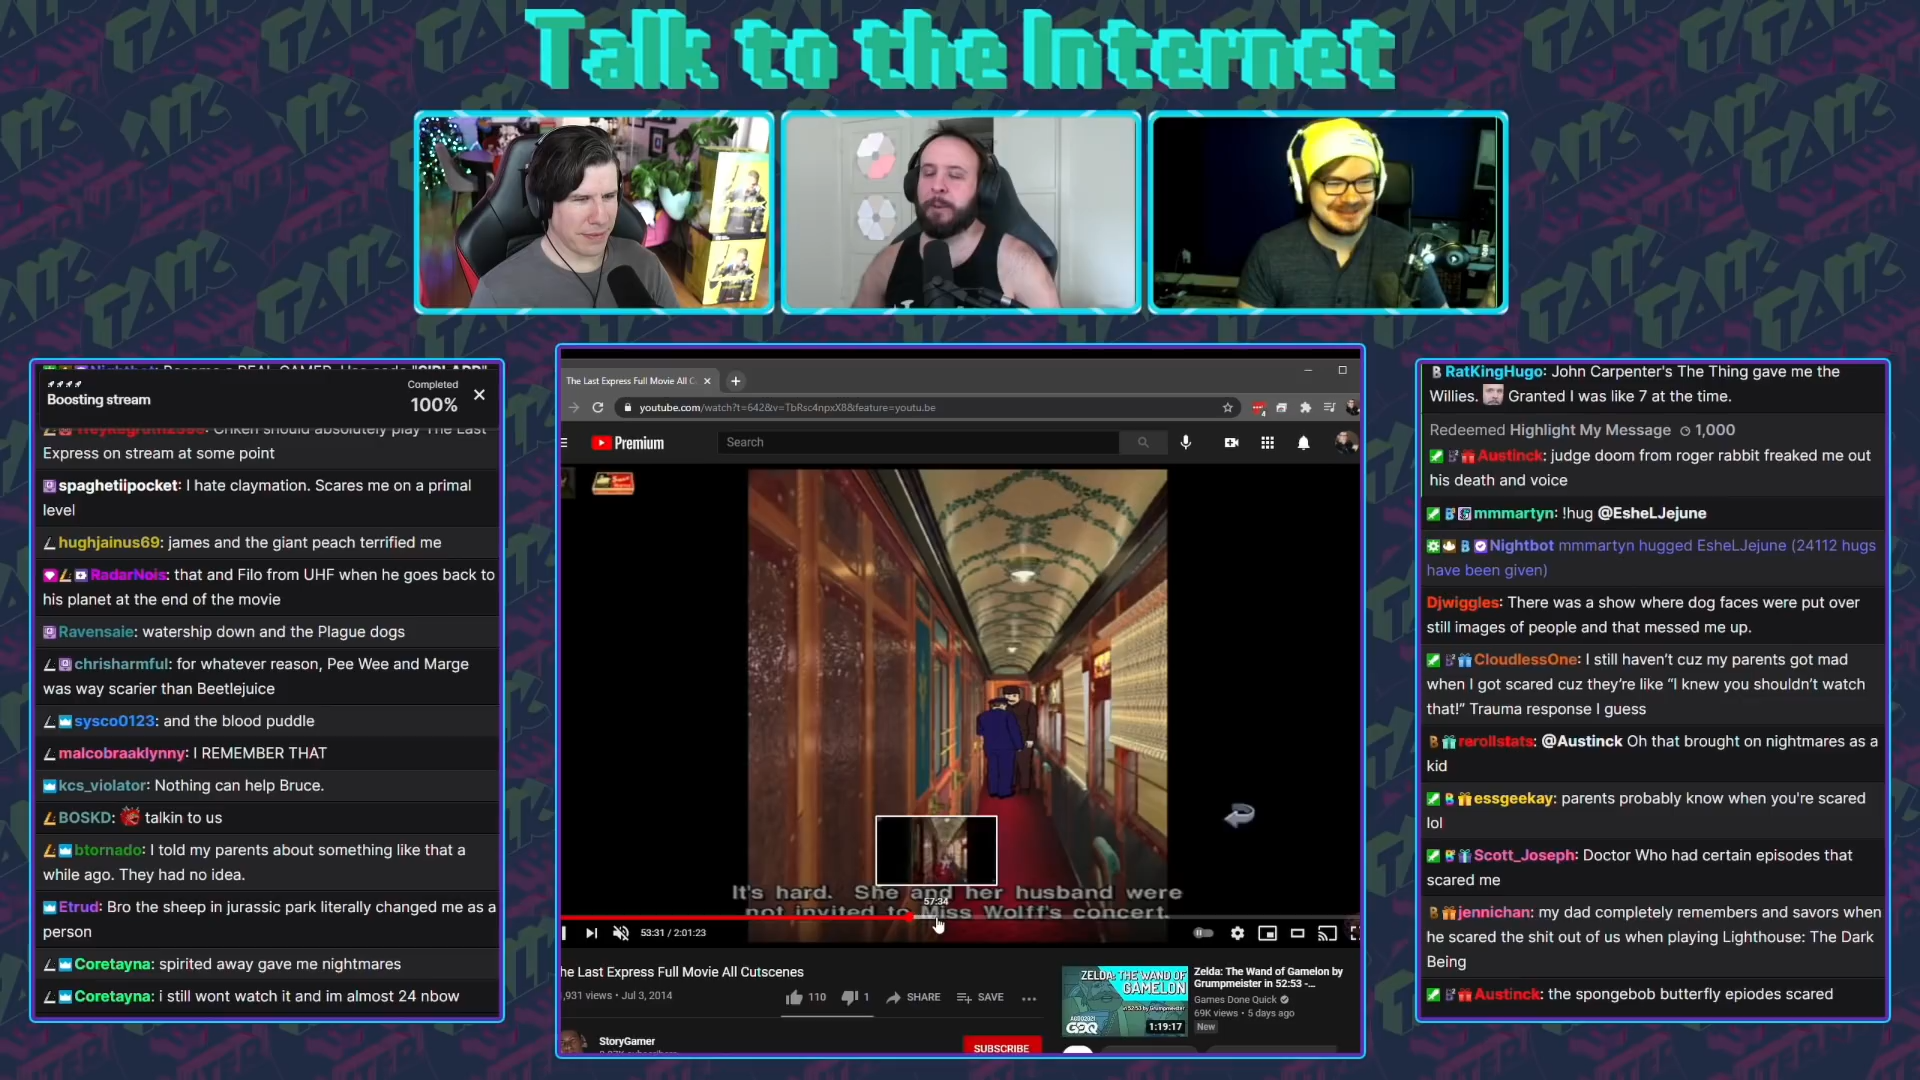 Talk to the Internet
Boosting stream
Completed
100%
Express on stream at some point
spaghetiipocket: I hate claymation. Scares me on a primal
level
hughjainus69: james and the giant peach terrified me
RadarNois: that and Filo from UHF when he goes back to
his planet at the end of the movie
Ravensaie: watership down and the Plague dogs
chrisharmful: for whatever reason, Pee Wee and Marge
was way scarier than Beetlejuice
sysco0123: and the blood puddle
malcobraaklynny: I REMEMBER THAT
kcs_violator: Nothing can help Bruce.
BOSKD: talkin to us
btornado: I told my parents about something like that a
while ago. They had no idea.
Etrud: Bro the sheep in jurassic park literally changed me as a
person
Coretayna: spirited away gave me nightmares
Coretayna: i still wont watch it and im almost 24 nbow
The Last Express Full Movie All C
youtube.com/watch?t=642&v=TbRsc4npxX8&feature=youtu.be
Premium
Search
It's hard. She and her husband were
not invited to Miss Wolff's concert.
57:34
53:31 / 2:01:23
he Last Express Full Movie All Cutscenes
,931 views • Jul 3, 2014
110
1
SHARE
SAVE
StoryGamer
SUBSCRIBE
ZELDA: THE WAND OF
GAMELON
1:19:17
Zelda: The Wand of Gamelon by
Grumpmeister in 52:53 -...
Games Done Quick
69K views • 5 days ago
New
RatKingHugo: John Carpenter's The Thing gave me the
Willies. Granted I was like 7 at the time.
Redeemed Highlight My Message 1,000
Austinck: judge doom from roger rabbit freaked me out
his death and voice
mmmartyn: !hug @EsheLJejune
Nightbot mmmartyn hugged EsheLJejune (24112 hugs
have been given)
Djwiggles: There was a show where dog faces were put over
still images of people and that messed me up.
CloudlessOne: I still haven't cuz my parents got mad
when I got scared cuz they're like “I knew you shouldn't watch
that!” Trauma response I guess
rerollstats: @Austinck Oh that brought on nightmares as a
kid
essgeekay: parents probably know when you're scared
lol
Scott_Joseph: Doctor Who had certain episodes that
scared me
jennichan: my dad completely remembers and savors when
he scared the shit out of us when playing Lighthouse: The Dark
Being
Austinck: the spongebob butterfly epiodes scared